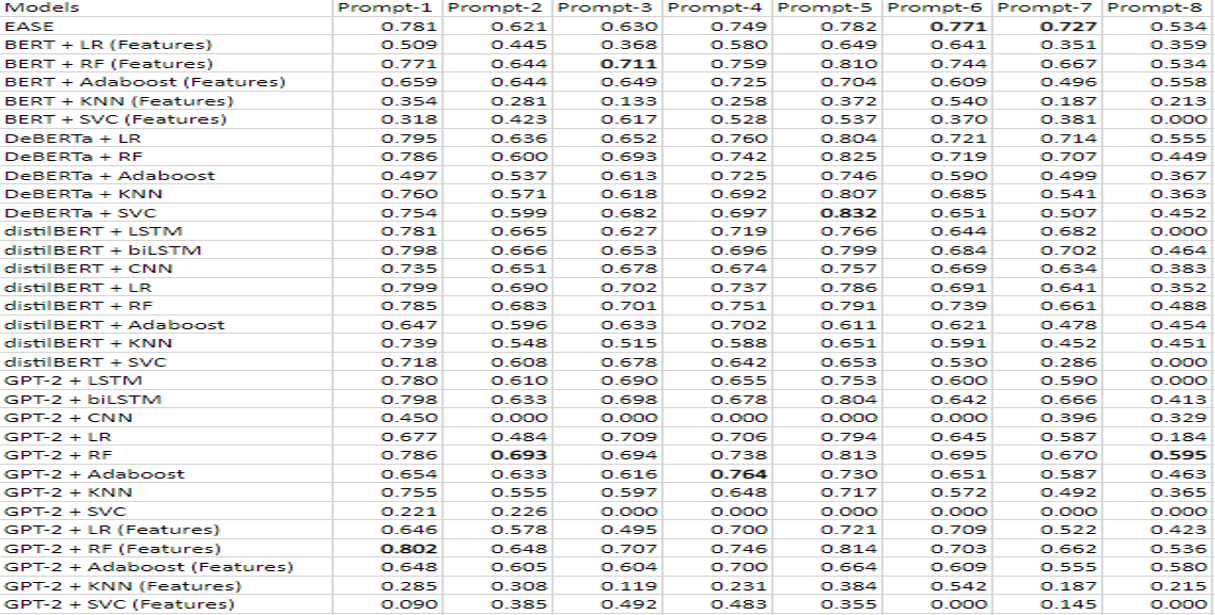 Models Prompt-1 Prompt-2 Prompt-3 Prompt-4 Prompt-5 Prompt-6 Prompt-7 Prompt-8
EASE 0.781 0.621 0.630 0.749 0.782 0.771 0.727 0.534
BERT + LR (Features) 0.509 0.445 0.368 0.580 0.649 0.641 0.351 0.359
BERT + RF (Features) 0.771 0.644 0.711 0.759 0.810 0.744 0.667 0.534
BERT + Adaboost (Features) 0.659 0.644 0.649 0.725 0.704 0.609 0.496 0.558
BERT + KNN (Features) 0.354 0.281 0.133 0.258 0.372 0.540 0.187 0.213
BERT + SVC (Features) 0.318 0.423 0.617 0.528 0.537 0.370 0.381 0.000
DeBERTa + LR 0.795 0.636 0.652 0.760 0.804 0.721 0.714 0.555
DeBERTa + RF 0.786 0.600 0.693 0.742 0.825 0.719 0.707 0.449
DeBERTa + Adaboost 0.497 0.537 0.613 0.725 0.746 0.590 0.499 0.367
DeBERTa + KNN 0.760 0.571 0.618 0.692 0.807 0.685 0.541 0.363
DeBERTa + SVC 0.754 0.599 0.682 0.697 0.832 0.651 0.507 0.452
distilBERT + LSTM 0.781 0.665 0.627 0.719 0.766 0.644 0.682 0.000
distilBERT + biLSTM 0.798 0.666 0.653 0.696 0.799 0.684 0.702 0.464
distilBERT + CNN 0.735 0.651 0.678 0.674 0.757 0.669 0.634 0.383
distilBERT + LR 0.799 0.690 0.702 0.737 0.786 0.691 0.641 0.352
distilBERT + RF 0.785 0.683 0.701 0.751 0.791 0.739 0.661 0.488
distilBERT + Adaboost 0.647 0.596 0.633 0.702 0.611 0.621 0.478 0.454
distilBERT + KNN 0.739 0.548 0.515 0.588 0.651 0.591 0.452 0.451
distilBERT + SVC 0.718 0.608 0.678 0.642 0.653 0.530 0.286 0.000
GPT-2 + LSTM 0.780 0.610 0.690 0.655 0.753 0.600 0.590 0.000
GPT-2 + biLSTM 0.798 0.633 0.698 0.678 0.804 0.642 0.666 0.413
GPT-2 + CNN 0.450 0.000 0.000 0.000 0.000 0.000 0.396 0.329
GPT-2 + LR 0.677 0.484 0.709 0.706 0.794 0.645 0.587 0.184
GPT-2 + RF 0.786 0.693 0.694 0.738 0.813 0.695 0.670 0.595
GPT-2 + Adaboost 0.654 0.633 0.616 0.764 0.730 0.651 0.587 0.463
GPT-2 + KNN 0.755 0.555 0.597 0.648 0.717 0.572 0.492 0.365
GPT-2 + SVC 0.221 0.226 0.000 0.000 0.000 0.000 0.000 0.000
GPT-2 + LR (Features) 0.646 0.578 0.495 0.700 0.721 0.709 0.522 0.423
GPT-2 + RF (Features) 0.802 0.648 0.707 0.746 0.814 0.703 0.662 0.536
GPT-2 + Adaboost (Features) 0.648 0.605 0.604 0.700 0.664 0.609 0.555 0.580
GPT-2 + KNN (Features) 0.285 0.308 0.119 0.231 0.384 0.542 0.187 0.215
GPT-2 + SVC (Features) 0.090 0.385 0.492 0.483 0.355 0.000 0.145 0.000